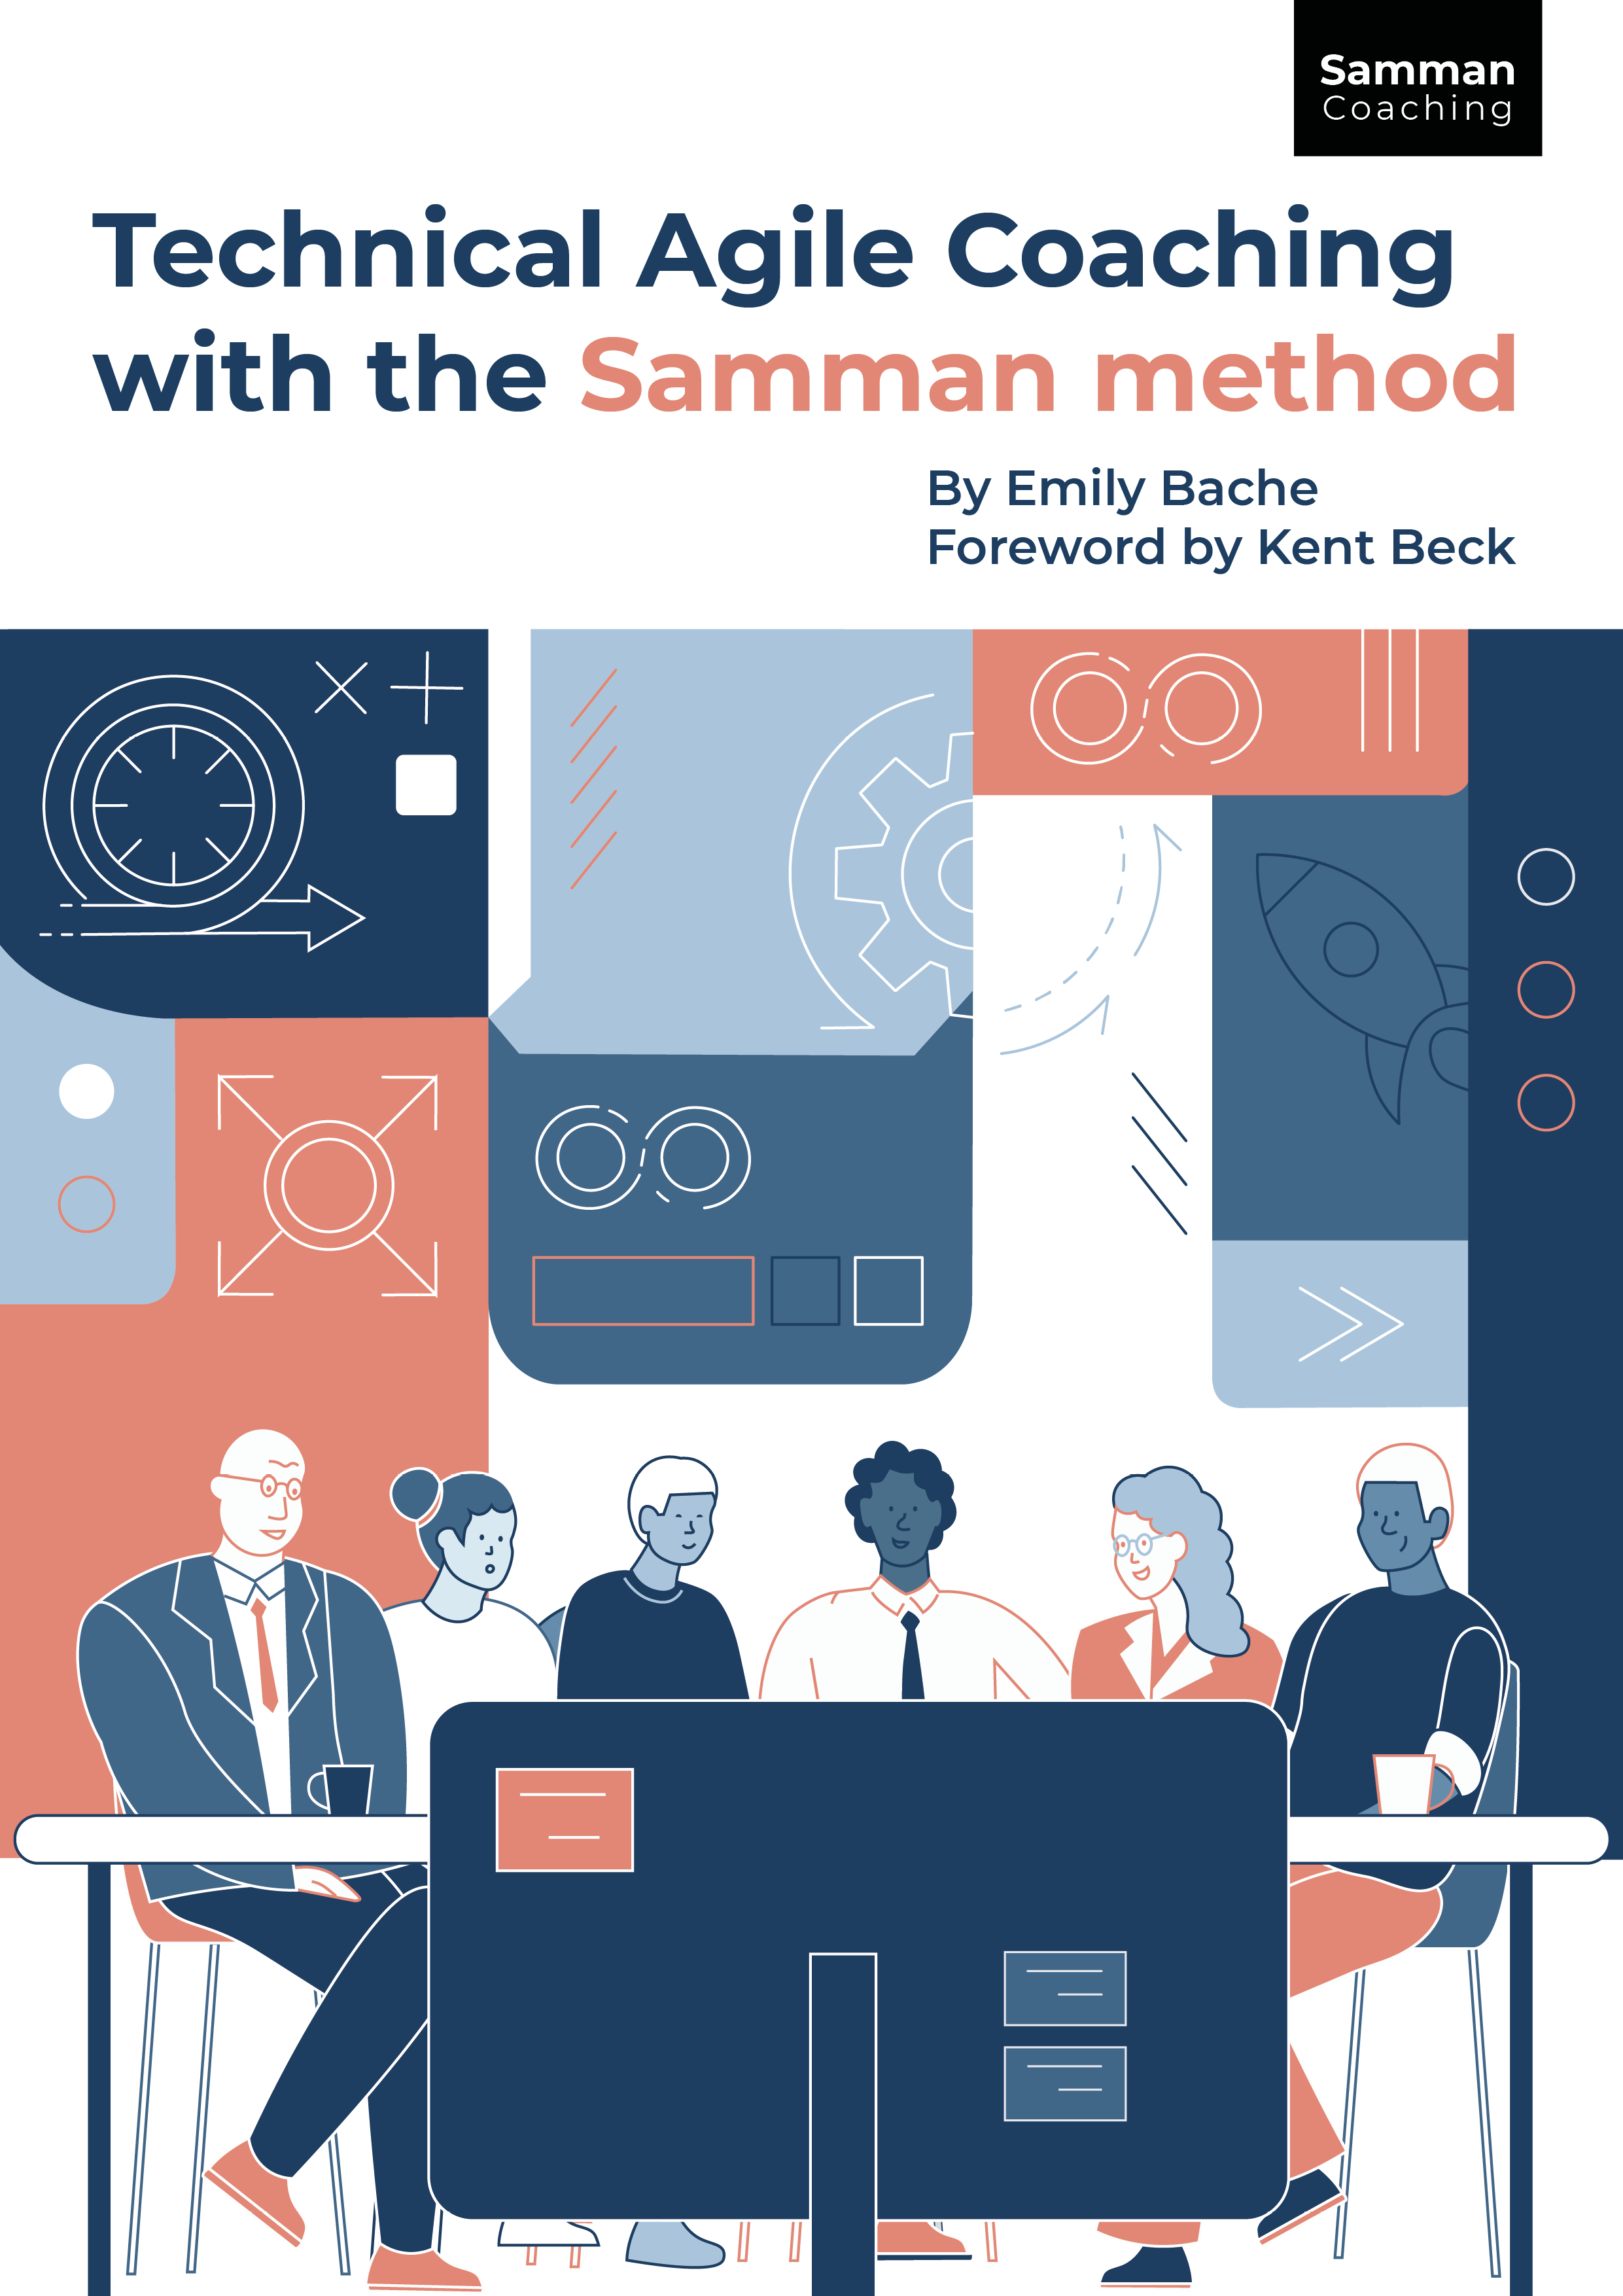 Samman
Coaching
Technical Agile Coaching
with the Samman method
By Emily Bache
Foreword by Kent Beck